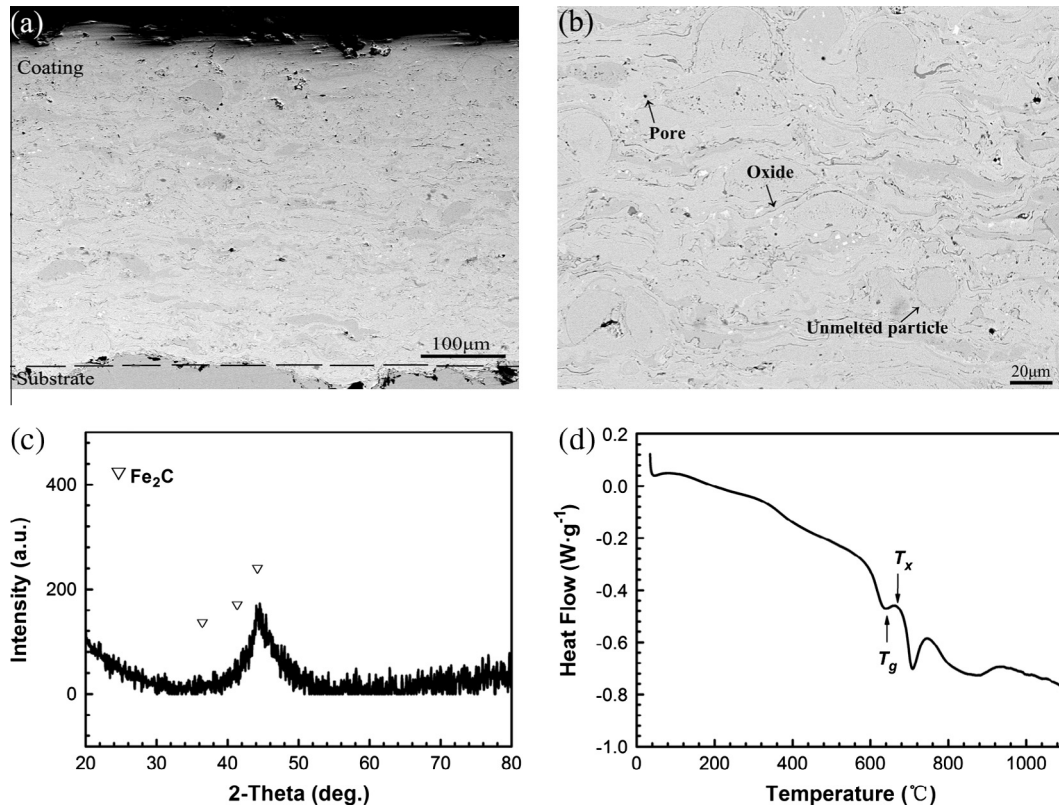 (a)
Coating
100μm
Substrate
(b)
Pore
Oxide
Unmelted particle
20μm
(c)
Fe₂C
400
200
0
20 30 40 50 60 70 80
Intensity (a.u.)
2-Theta (deg.)
(d)
0.2
0.0
-0.2
-0.4
-0.6
-0.8
-1.0
Tₓ
T_g
0 200 400 600 800 1000
Heat Flow (W·g⁻¹)
Temperature (℃)